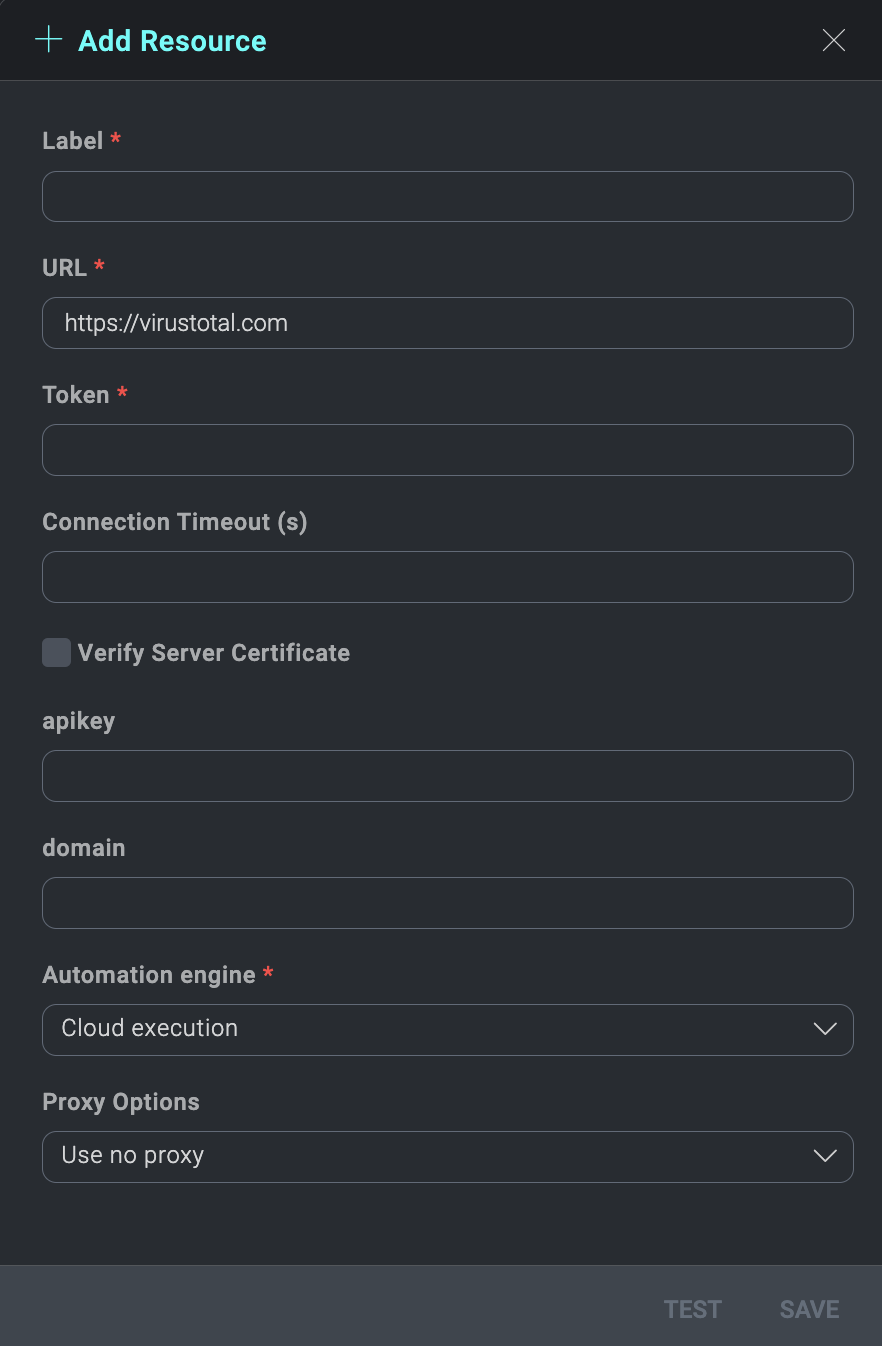 Add Resource
Label *
URL *
https://virustotal.com
Token *
Connection Timeout (s)
Verify Server Certificate
apikey
domain
Automation engine *
Cloud execution
Proxy Options
Use no proxy
TEST SAVE